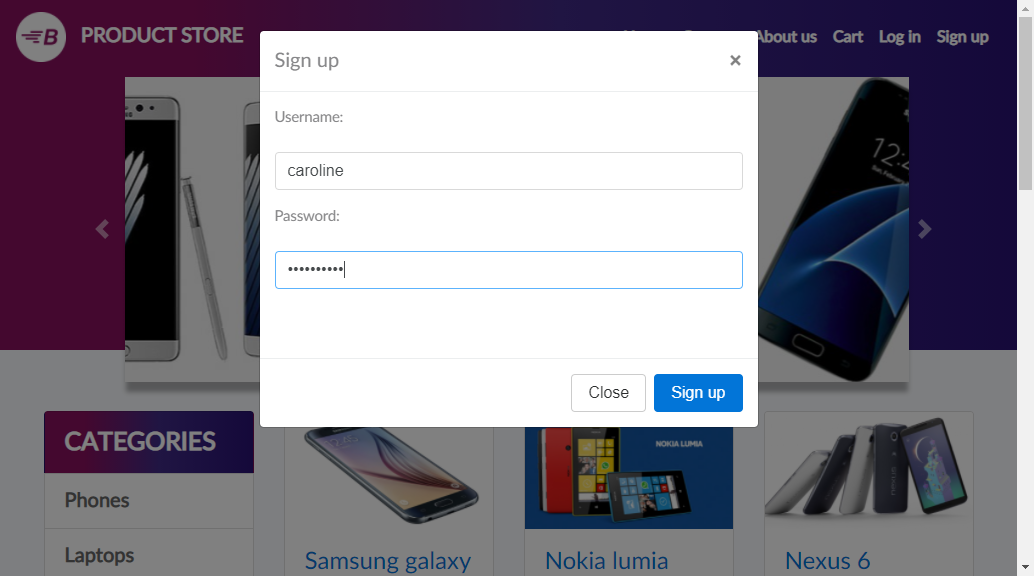 PRODUCT STORE
About us Cart Log in Sign up
Sign up
×
Username:
caroline
Password:
••••••••••
Close Sign up
12:
CATEGORIES
Phones
Laptops
NOKIA LUMIA
Samsung galaxy
Nokia lumia
Nexus 6